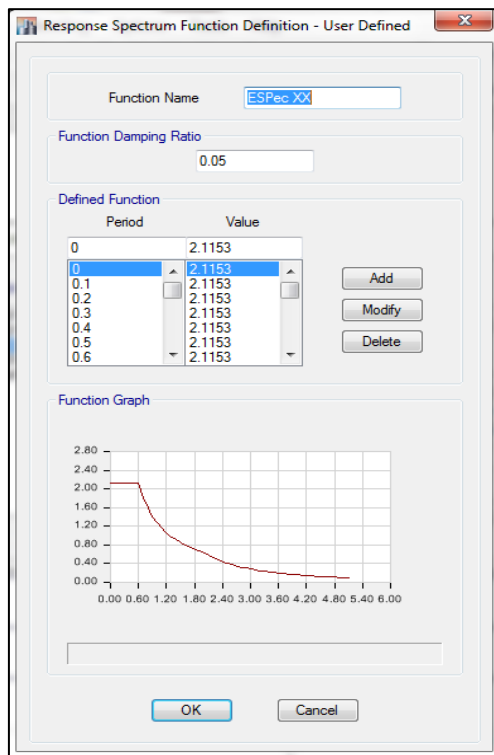 Response Spectrum Function Definition - User Defined
Function Name ESPec XX
Function Damping Ratio
0.05
Defined Function
Period Value
0 2.1153
0 2.1153
0.1 2.1153
0.2 2.1153
0.3 2.1153
0.4 2.1153
0.5 2.1153
0.6 2.1153
Add
Modify
Delete
Function Graph
2.80
2.40
2.00
1.60
1.20
0.80
0.40
0.00
0.00 0.60 1.20 1.80 2.40 3.00 3.60 4.20 4.80 5.40 6.00
OK Cancel